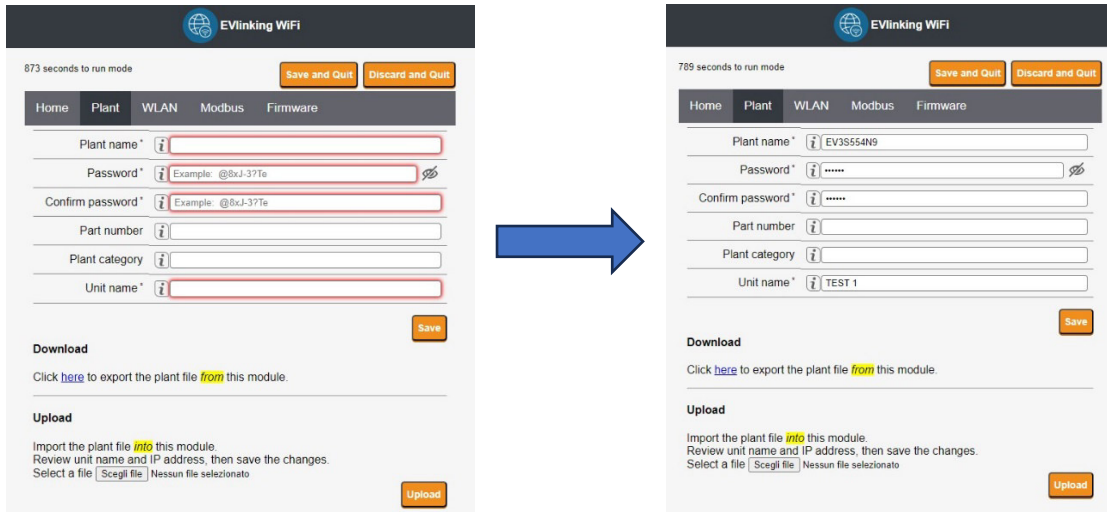 EVlinking WiFi
873 seconds to run mode
Save and Quit
Discard and Quit
Home Plant WLAN Modbus Firmware
Plant name *
Password * Example: @8xJ-3?Te
Confirm password * Example: @8xJ-3?Te
Part number
Plant category
Unit name *
Save
Download
Click here to export the plant file from this module.
Upload
Import the plant file into this module.
Review unit name and IP address, then save the changes.
Select a file Scegli file Nessun file selezionato
Upload
EVlinking WiFi
789 seconds to run mode
Save and Quit
Discard and Quit
Home Plant WLAN Modbus Firmware
Plant name * EV3S554N9
Password * ••••••
Confirm password * ••••••
Part number
Plant category
Unit name * TEST 1
Save
Download
Click here to export the plant file from this module.
Upload
Import the plant file into this module.
Review unit name and IP address, then save the changes.
Select a file Scegli file Nessun file selezionato
Upload